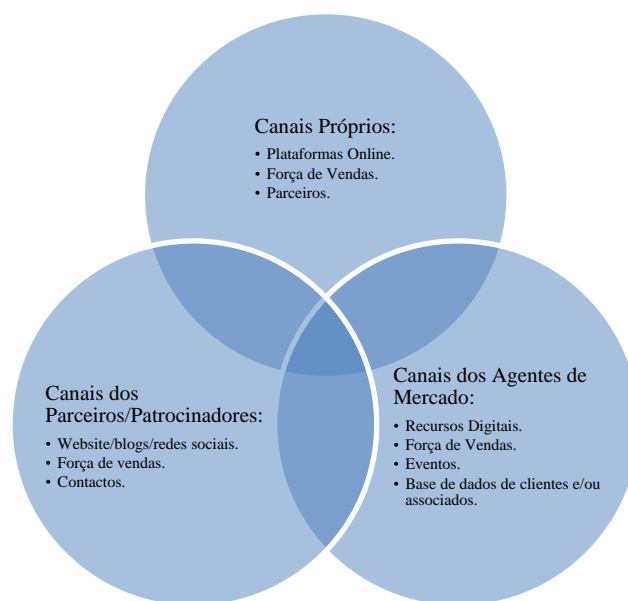 Canais Próprios:
• Plataformas Online.
• Força de Vendas.
• Parceiros.
Canais dos
Parceiros/Patrocinadores:
• Website/blogs/redes sociais.
• Força de vendas.
• Contactos.
Canais dos Agentes de
Mercado:
• Recursos Digitais.
• Força de Vendas.
• Eventos.
• Base de dados de clientes e/ou
associados.